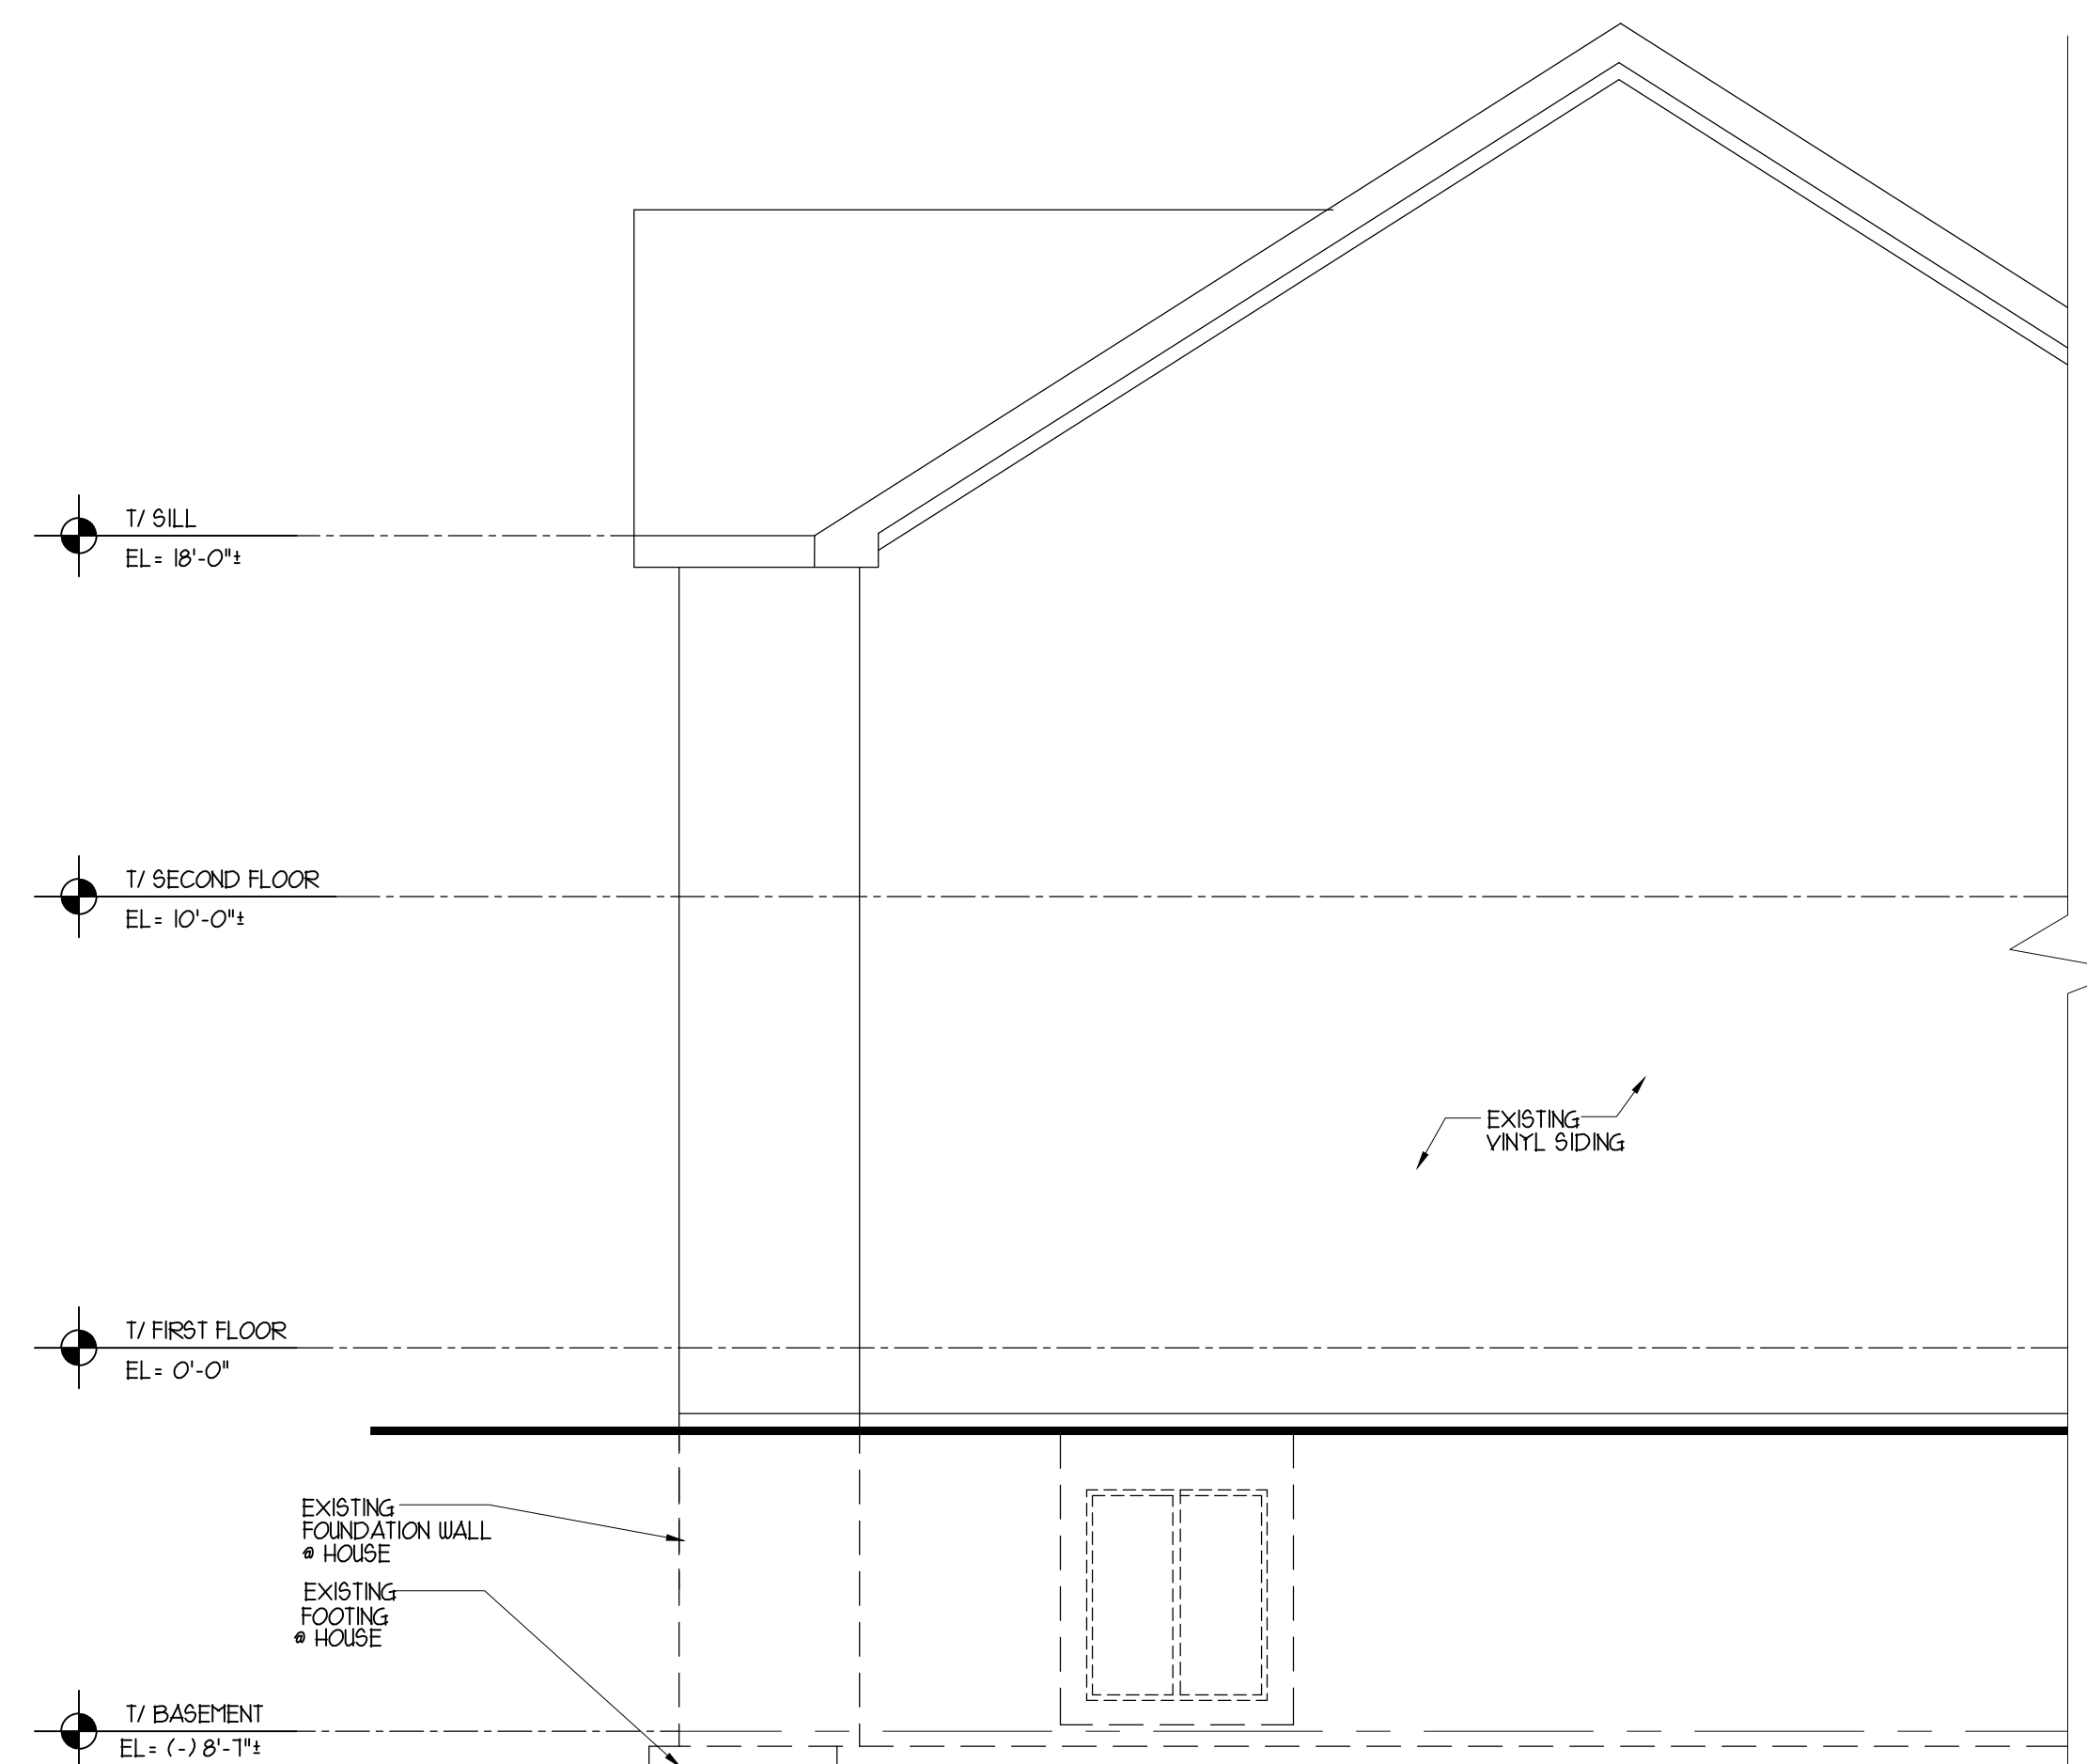 T/ SILL
EL= 18'-0"±
T/ SECOND FLOOR
EL= 10'-0"±
EXISTING
VINYL SIDING
T/ FIRST FLOOR
EL= 0'-0"
EXISTING
FOUNDATION WALL
@ HOUSE
EXISTING
FOOTING
@ HOUSE
T/ BASEMENT
EL= (-) 8'-7"±